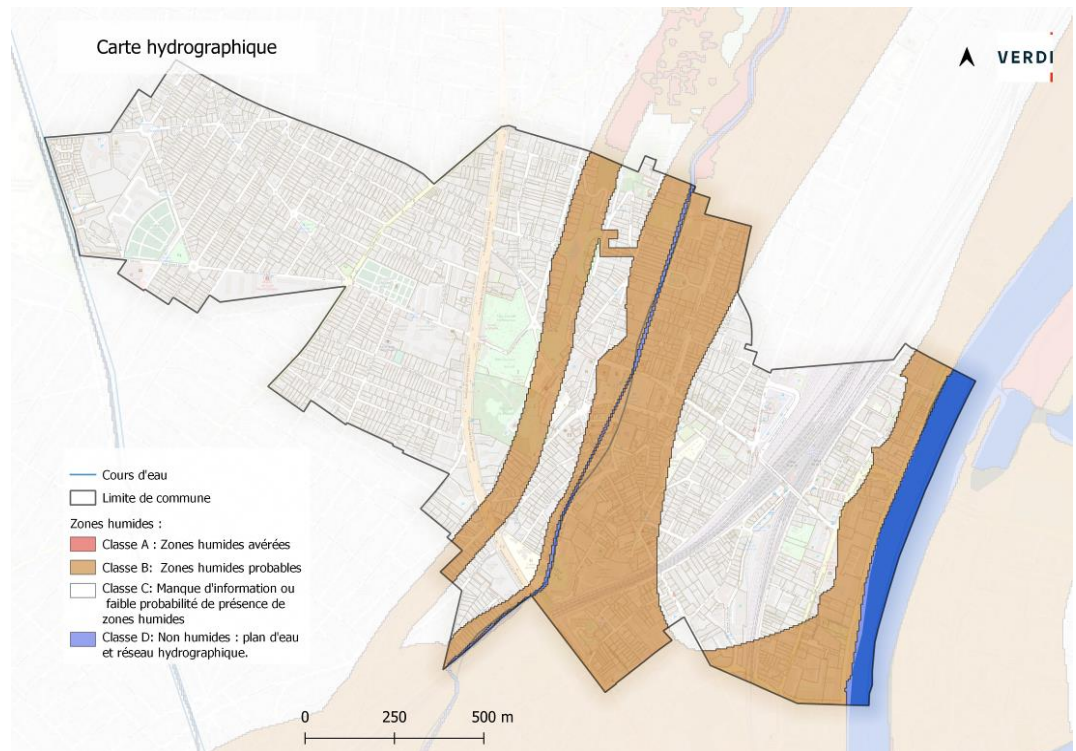 Carte hydrographique
VERDI
Cours d'eau
Limite de commune
Zones humides :
Classe A : Zones humides avérées
Classe B: Zones humides probables
Classe C: Manque d'information ou
faible probabilité de présence de
zones humides
Classe D: Non humides : plan d'eau
et réseau hydrographique.
0 250 500 m